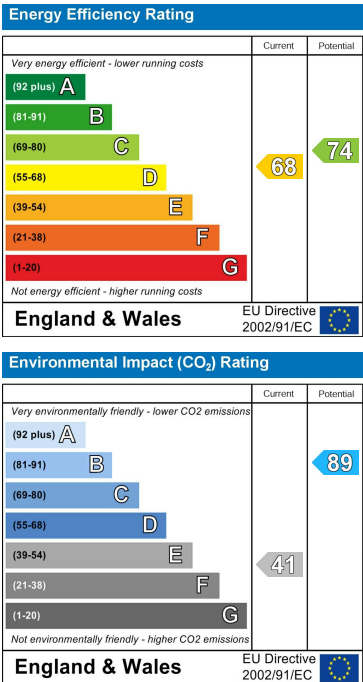 Energy Efficiency Rating
Current Potential
Very energy efficient - lower running costs
(92 plus) A
(81-91) B
(69-80) C
74
(55-68) D
68
(39-54) E
(21-38) F
(1-20) G
Not energy efficient - higher running costs
England & Wales
EU Directive
2002/91/EC
Environmental Impact (CO₂) Rating
Current Potential
Very environmentally friendly - lower CO2 emissions
(92 plus) A
(81-91) B
89
(69-80) C
(55-68) D
(39-54) E
41
(21-38) F
(1-20) G
Not environmentally friendly - higher CO2 emissions
England & Wales
EU Directive
2002/91/EC